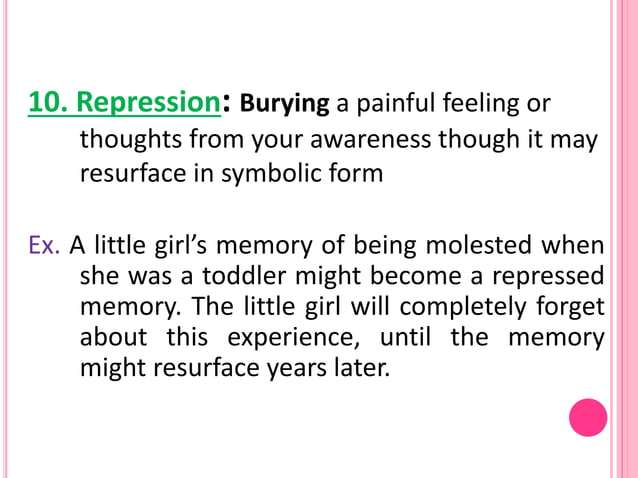 10. Repression: Burying a painful feeling or
thoughts from your awareness though it may
resurface in symbolic form
Ex. A little girl’s memory of being molested when
she was a toddler might become a repressed
memory. The little girl will completely forget
about this experience, until the memory
might resurface years later.